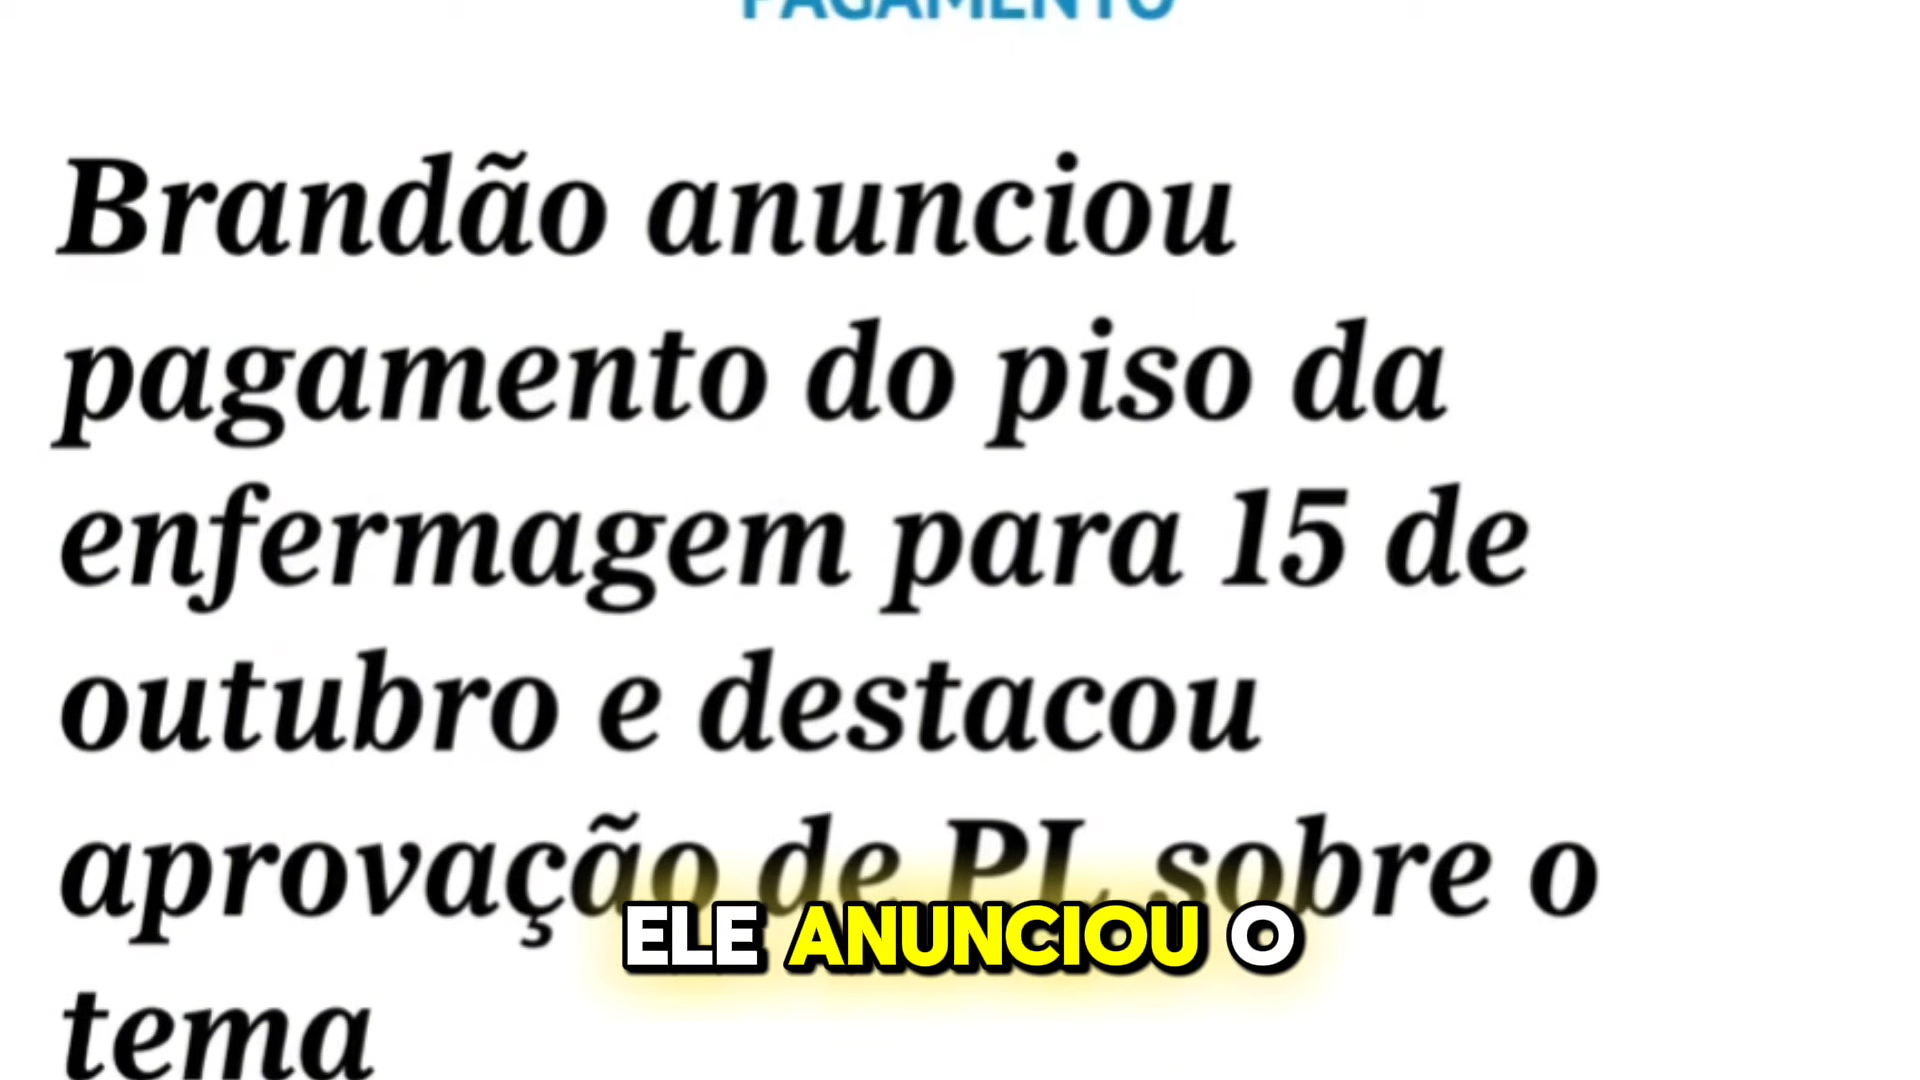 PAGAMENTO
Brandão anunciou
pagamento do piso da
enfermagem para 15 de
outubro e destacou
aprovação de PL sobre o
tema
ELE ANUNCIOU O